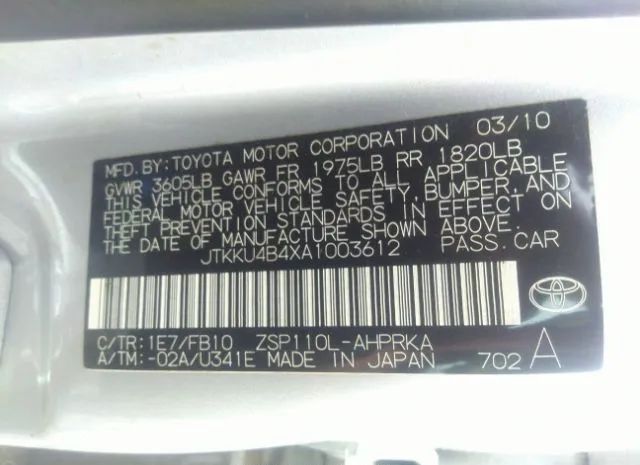 MFD. BY: TOYOTA MOTOR CORPORATION 03/10
GVWR 3605LB GAWR FR 1975LB RR 1820LB
THIS VEHICLE CONFORMS TO ALL APPLICABLE
FEDERAL MOTOR VEHICLE SAFETY, BUMPER, AND
THEFT PREVENTION STANDARDS IN EFFECT ON
THE DATE OF MANUFACTURE SHOWN ABOVE.
JTKKU4B4XA1003612 PASS.CAR
C/TR: 1E7/FB10 ZSP110L-AHPRKA
A/TM: -02A/U341E MADE IN JAPAN 702 A